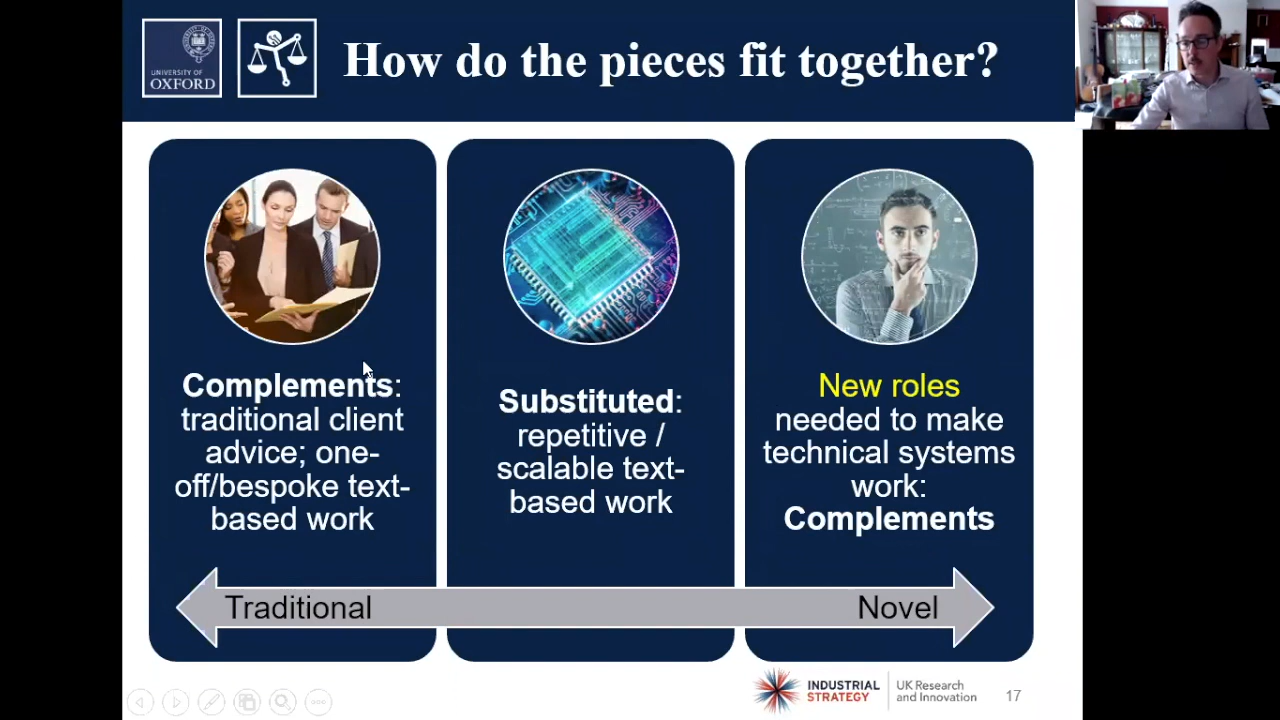 UNIVERSITY OF
OXFORD
How do the pieces fit together?
Complements:
traditional client
advice; one-
off/bespoke text-
based work
Substituted:
repetitive /
scalable text-
based work
New roles
needed to make
technical systems
work:
Complements
Traditional
Novel
INDUSTRIAL
STRATEGY
UK Research
and Innovation
17